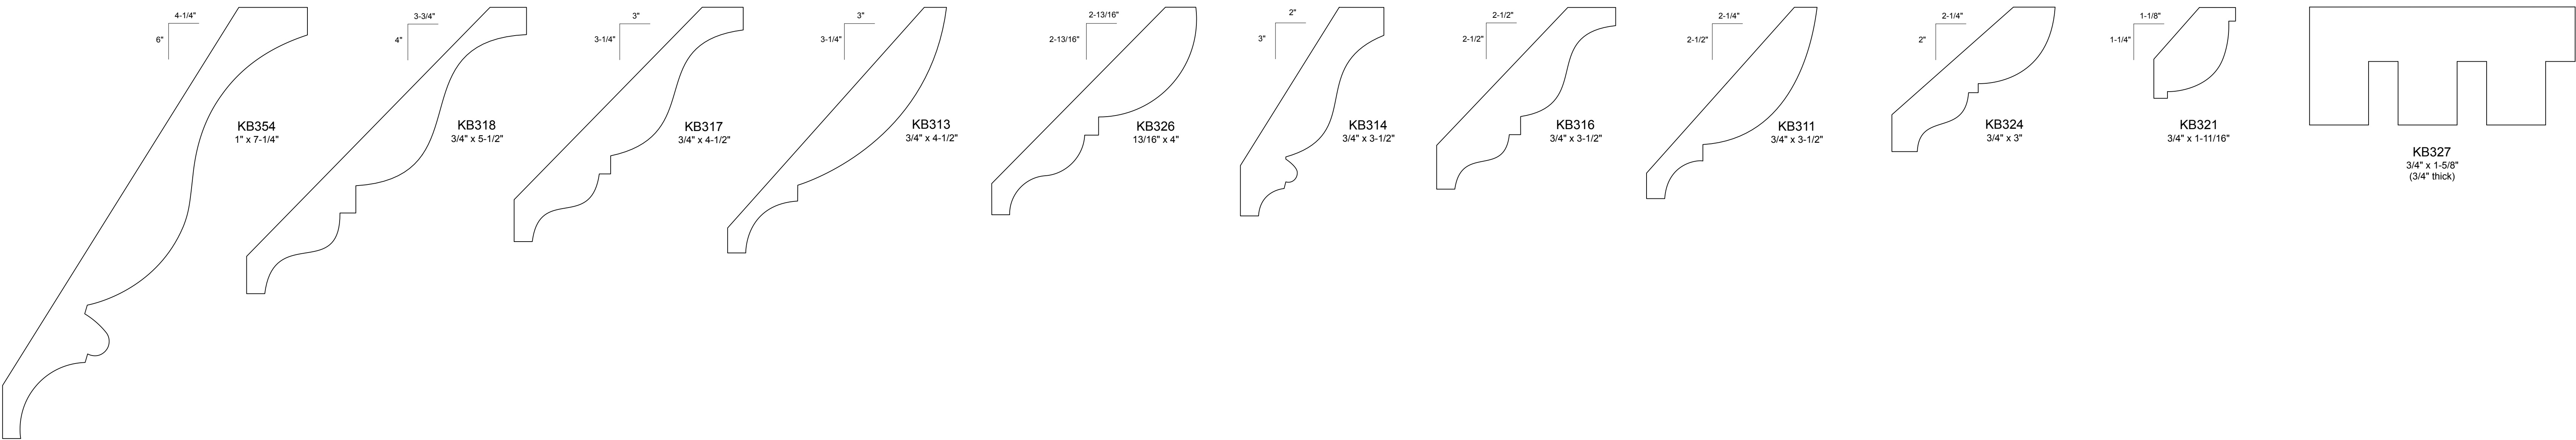 4-1/4"
6"
KB354
1" x 7-1/4"
3-3/4"
4"
KB318
3/4" x 5-1/2"
3"
3-1/4"
KB317
3/4" x 4-1/2"
3"
3-1/4"
KB313
3/4" x 4-1/2"
2-13/16"
2-13/16"
KB326
13/16" x 4"
2"
3"
KB314
3/4" x 3-1/2"
2-1/2"
2-1/2"
KB316
3/4" x 3-1/2"
2-1/4"
2-1/2"
KB311
3/4" x 3-1/2"
2-1/4"
2"
KB324
3/4" x 3"
1-1/8"
1-1/4"
KB321
3/4" x 1-11/16"
KB327
3/4" x 1-5/8"
(3/4" thick)